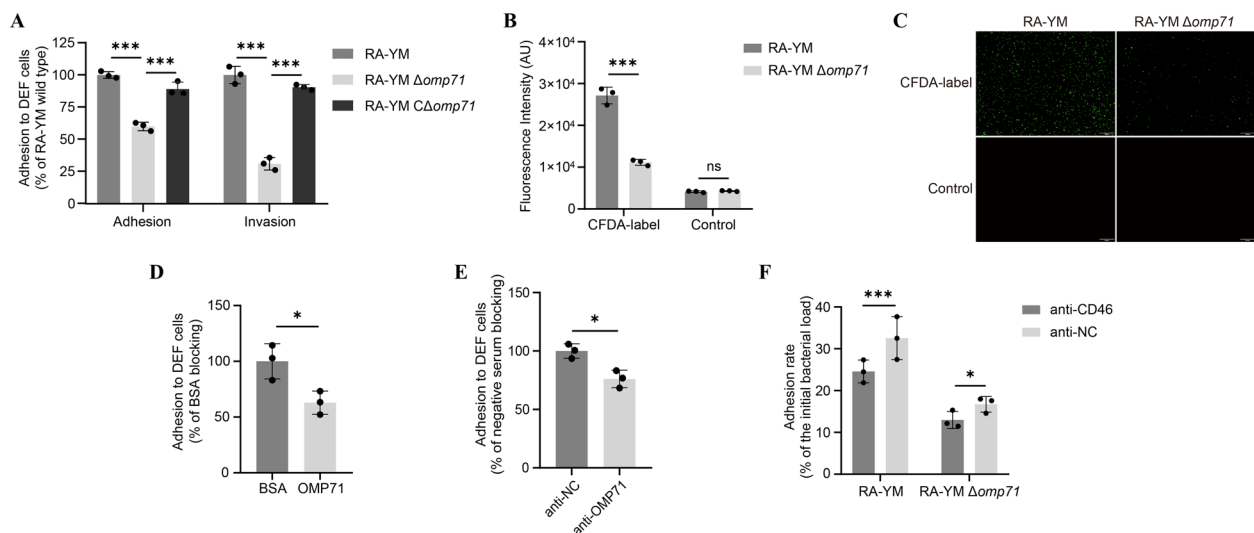 A
Adhesion to DEF cells
(% of RA-YM wild type)
125
100
75
50
25
0
***
***
***
***
Adhesion
Invasion
RA-YM
RA-YM Δomp71
RA-YM CΔomp71
B
Fluorescence Intensity (AU)
4×10⁴
3×10⁴
2×10⁴
1×10⁴
0
***
ns
CFDA-label
Control
RA-YM
RA-YM Δomp71
C
RA-YM
RA-YM Δomp71
CFDA-label
Control
D
Adhesion to DEF cells
(% of BSA blocking)
150
100
50
0
*
BSA
OMP71
E
Adhesion to DEF cells
(% of negative serum blocking)
150
100
50
0
*
anti-NC
anti-OMP71
F
Adhesion rate
(% of the initial bacterial load)
40
30
20
10
0
***
*
RA-YM
RA-YM Δomp71
anti-CD46
anti-NC